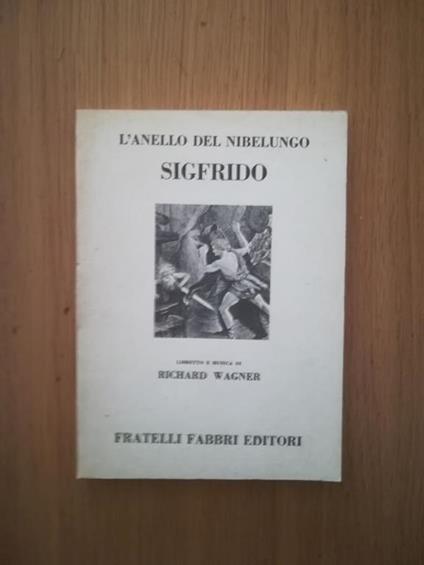 L'ANELLO DEL NIBELUNGO
SIGFRIDO
LIBRETTO E MUSICA DI
RICHARD WAGNER
FRATELLI FABBRI EDITORI